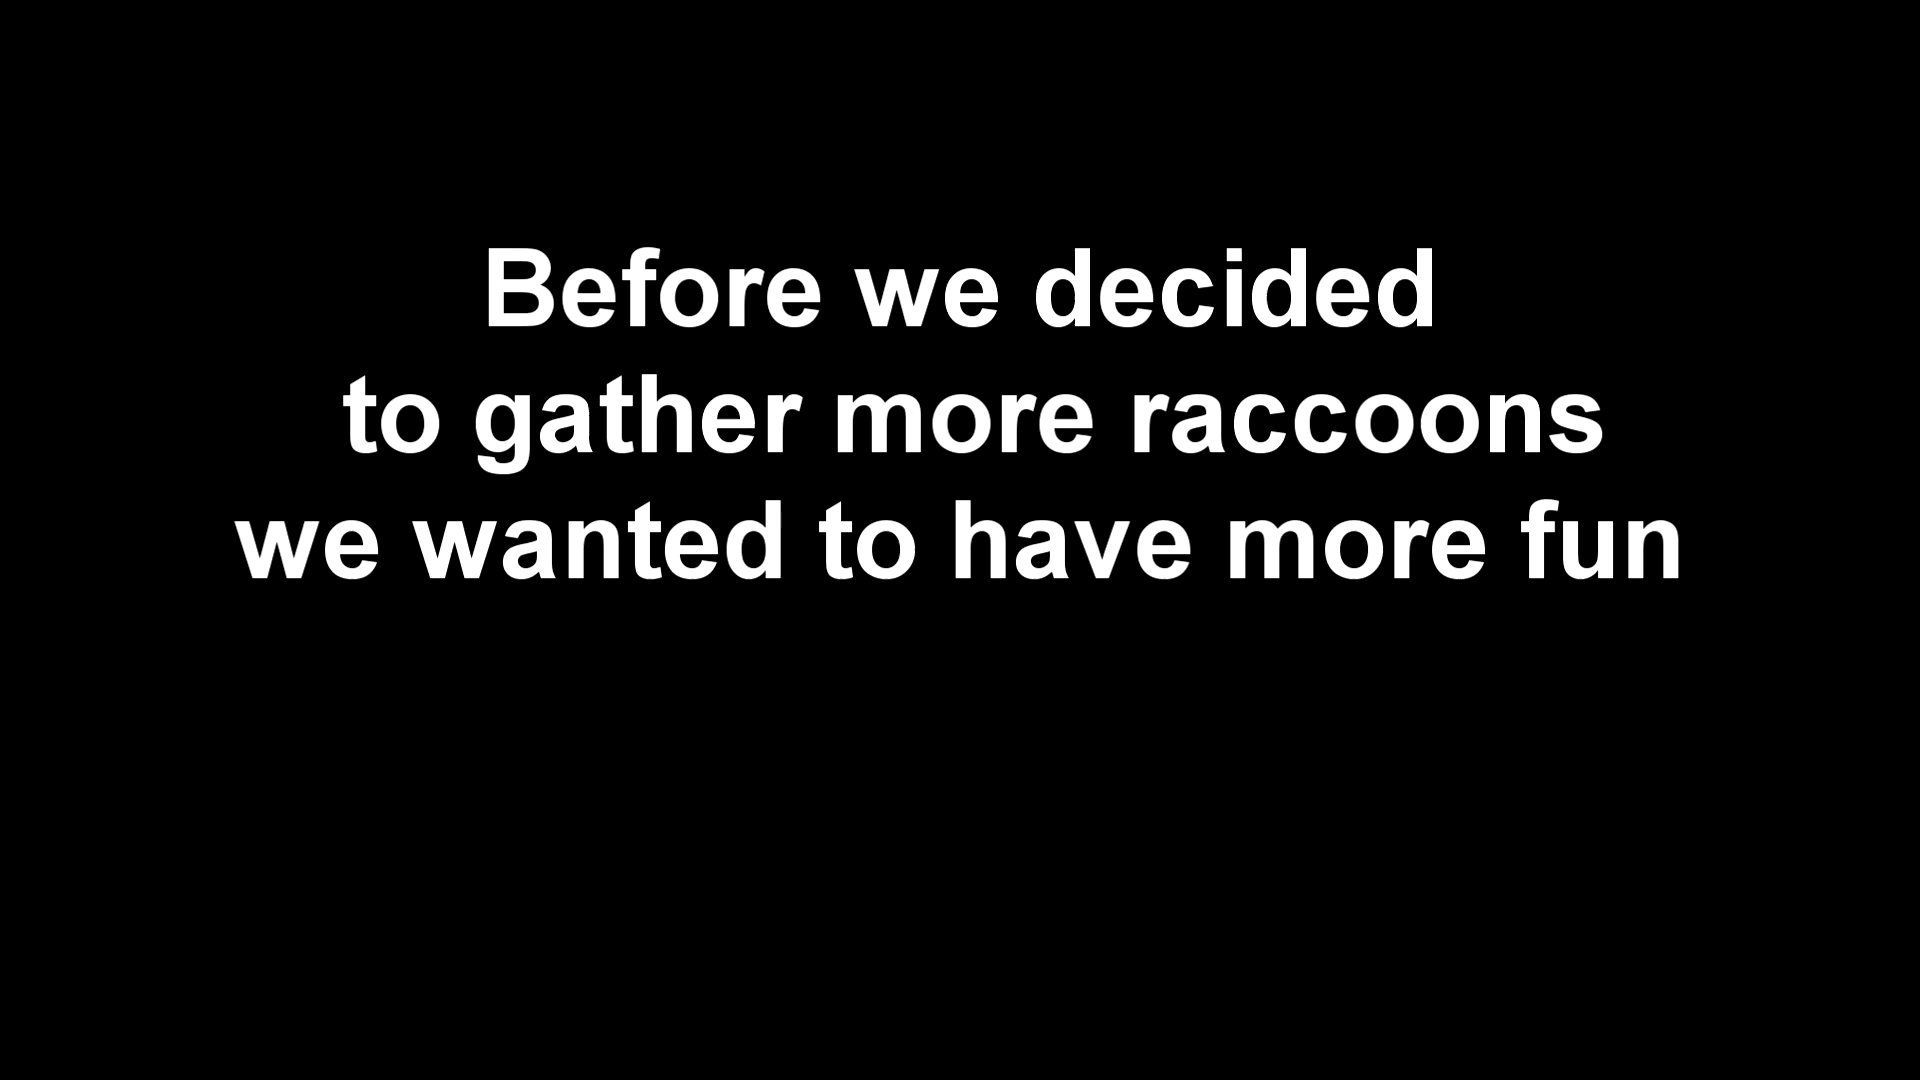 Before we decided
to gather more raccoons
we wanted to have more fun